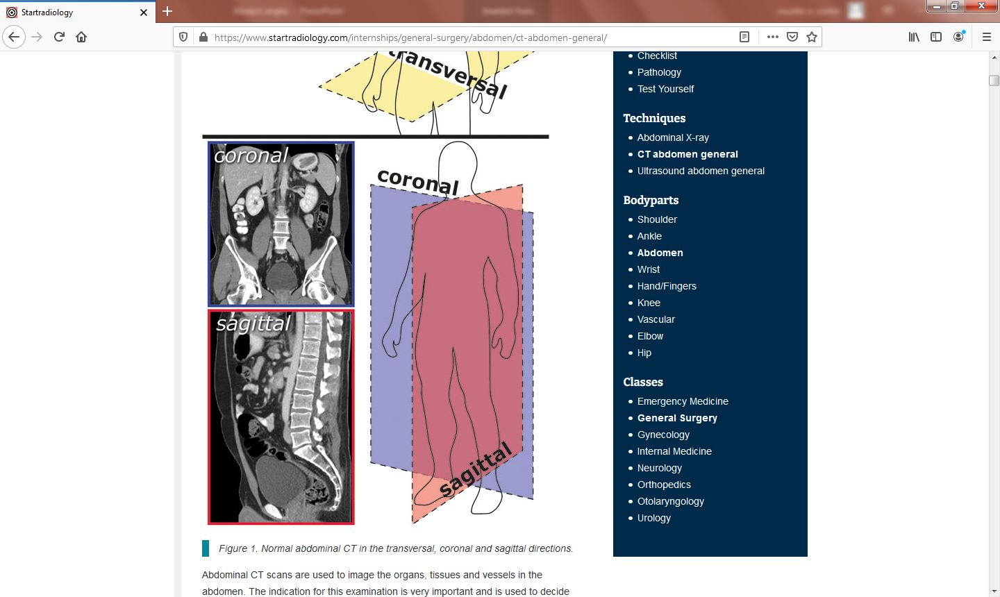 Startradiology
https://www.startradiology.com/internships/general-surgery/abdomen/ct-abdomen-general/
transversal
coronal
coronal
sagittal
sagittal
Figure 1. Normal abdominal CT in the transversal, coronal and sagittal directions.
Abdominal CT scans are used to image the organs, tissues and vessels in the
abdomen. The indication for this examination is very important and is used to decide
Checklist
Pathology
Test Yourself
Techniques
Abdominal X-ray
CT abdomen general
Ultrasound abdomen general
Bodyparts
Shoulder
Ankle
Abdomen
Wrist
Hand/Fingers
Knee
Vascular
Elbow
Hip
Classes
Emergency Medicine
General Surgery
Gynecology
Internal Medicine
Neurology
Orthopedics
Otolaryngology
Urology